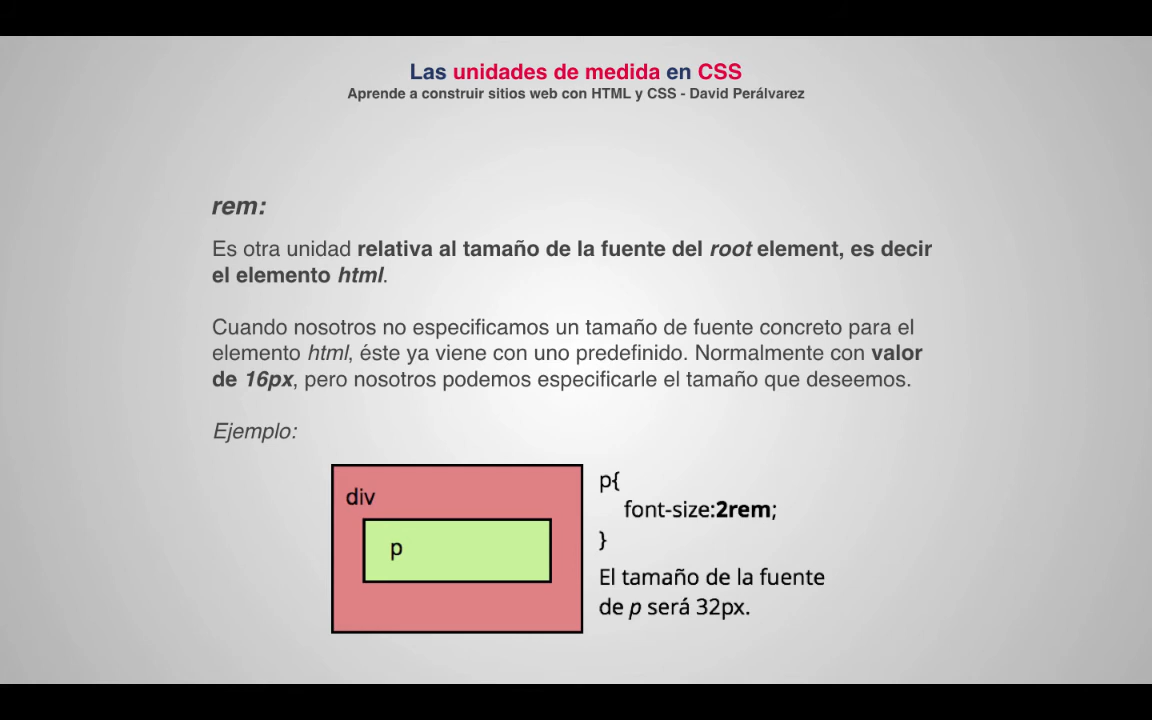 Las unidades de medida en CSS
Aprende a construir sitios web con HTML y CSS - David Perálvarez
rem:
Es otra unidad relativa al tamaño de la fuente del root element, es decir
el elemento html.
Cuando nosotros no especificamos un tamaño de fuente concreto para el
elemento html, éste ya viene con uno predefinido. Normalmente con valor
de 16px, pero nosotros podemos especificarle el tamaño que deseemos.
Ejemplo:
div
p
p{
font-size:2rem;
}
El tamaño de la fuente
de p será 32px.